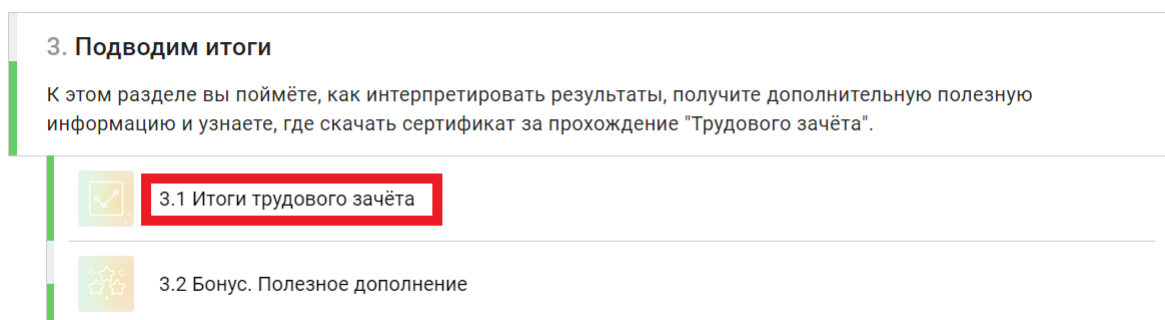 3. Подводим итоги
К этом разделе вы поймёте, как интерпретировать результаты, получите дополнительную полезную
информацию и узнаете, где скачать сертификат за прохождение "Трудового зачёта".
3.1 Итоги трудового зачёта
3.2 Бонус. Полезное дополнение